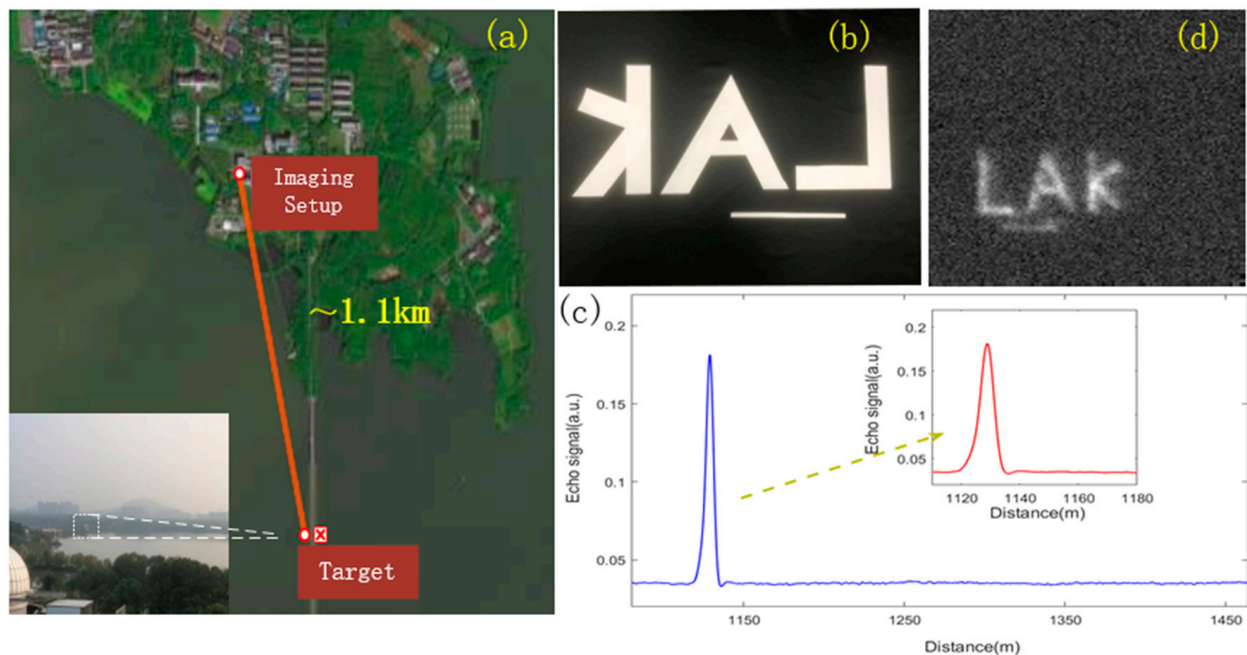 (a)
Imaging
Setup
~1.1km
Target
(b)
LAK
(d)
LAK
(c)
0.2
0.15
0.1
0.05
Echo signal(a.u.)
1150
1250
1350
1450
Distance(m)
0.2
0.15
0.1
0.05
Echo signal(a.u.)
1120
1140
1160
1180
Distance(m)